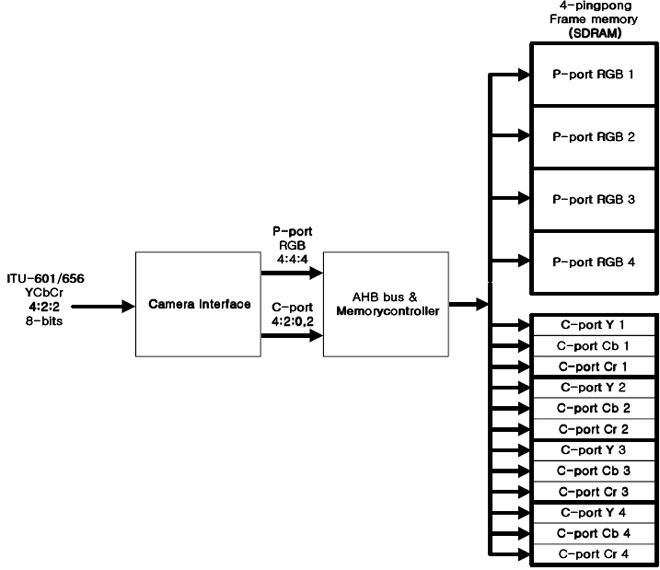 4-pingpong
Frame memory
(SDRAM)
P-port RGB 1
P-port RGB 2
P-port RGB 3
P-port RGB 4
P-port
RGB
4:4:4
ITU-601/656
YCbCr
4:2:2
8-bits
Camera Interface
C-port
4:2:0,2
AHB bus &
Memorycontroller
C-port Y 1
C-port Cb 1
C-port Cr 1
C-port Y 2
C-port Cb 2
C-port Cr 2
C-port Y 3
C-port Cb 3
C-port Cr 3
C-port Y 4
C-port Cb 4
C-port Cr 4